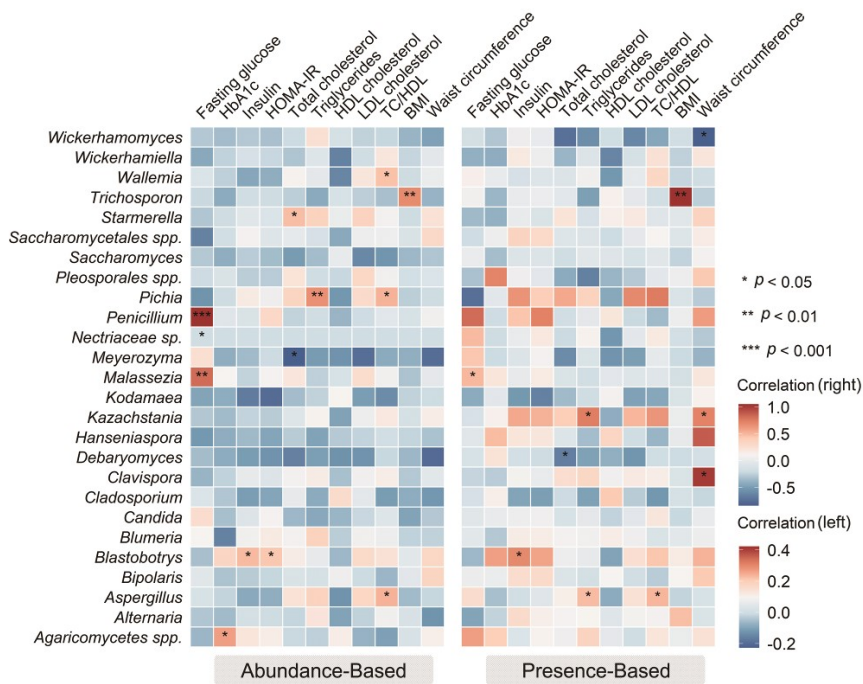 Fasting glucose
HbA1c
Insulin
HOMA-IR
Total cholesterol
Triglycerides
HDL cholesterol
LDL cholesterol
TC/HDL
BMI
Waist circumference
Fasting glucose
HbA1c
Insulin
HOMA-IR
Total cholesterol
Triglycerides
HDL cholesterol
LDL cholesterol
TC/HDL
BMI
Waist circumference
Wickerhamomyces *
Wickerhamiella
Wallemia *
Trichosporon ** **
Starmerella *
Saccharomycetales spp.
Saccharomyces
Pleosporales spp.
Pichia ** *
Penicillium ***
Nectriaceae sp. *
Meyerozyma *
Malassezia ** *
Kodamaea
Kazachstania * *
Hanseniaspora
Debaryomyces *
Clavispora *
Cladosporium
Candida
Blumeria
Blastobotrys * * *
Bipolaris
Aspergillus * * *
Alternaria
Agaricomycetes spp. *
* p < 0.05
** p < 0.01
*** p < 0.001
Correlation (right)
1.0
0.5
0.0
-0.5
Correlation (left)
0.4
0.2
0.0
-0.2
Abundance-Based
Presence-Based